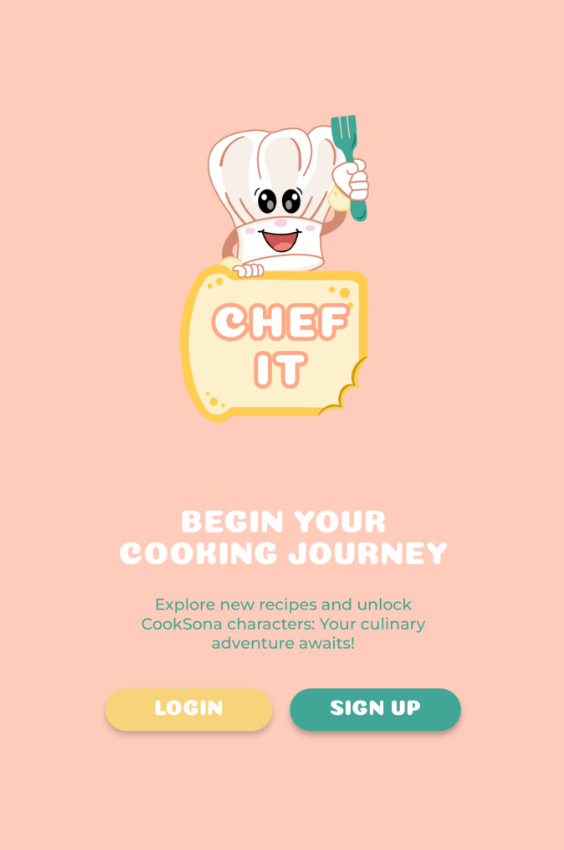 CHEF
IT
BEGIN YOUR
COOKING JOURNEY
Explore new recipes and unlock
CookSona characters: Your culinary
adventure awaits!
LOGIN
SIGN UP